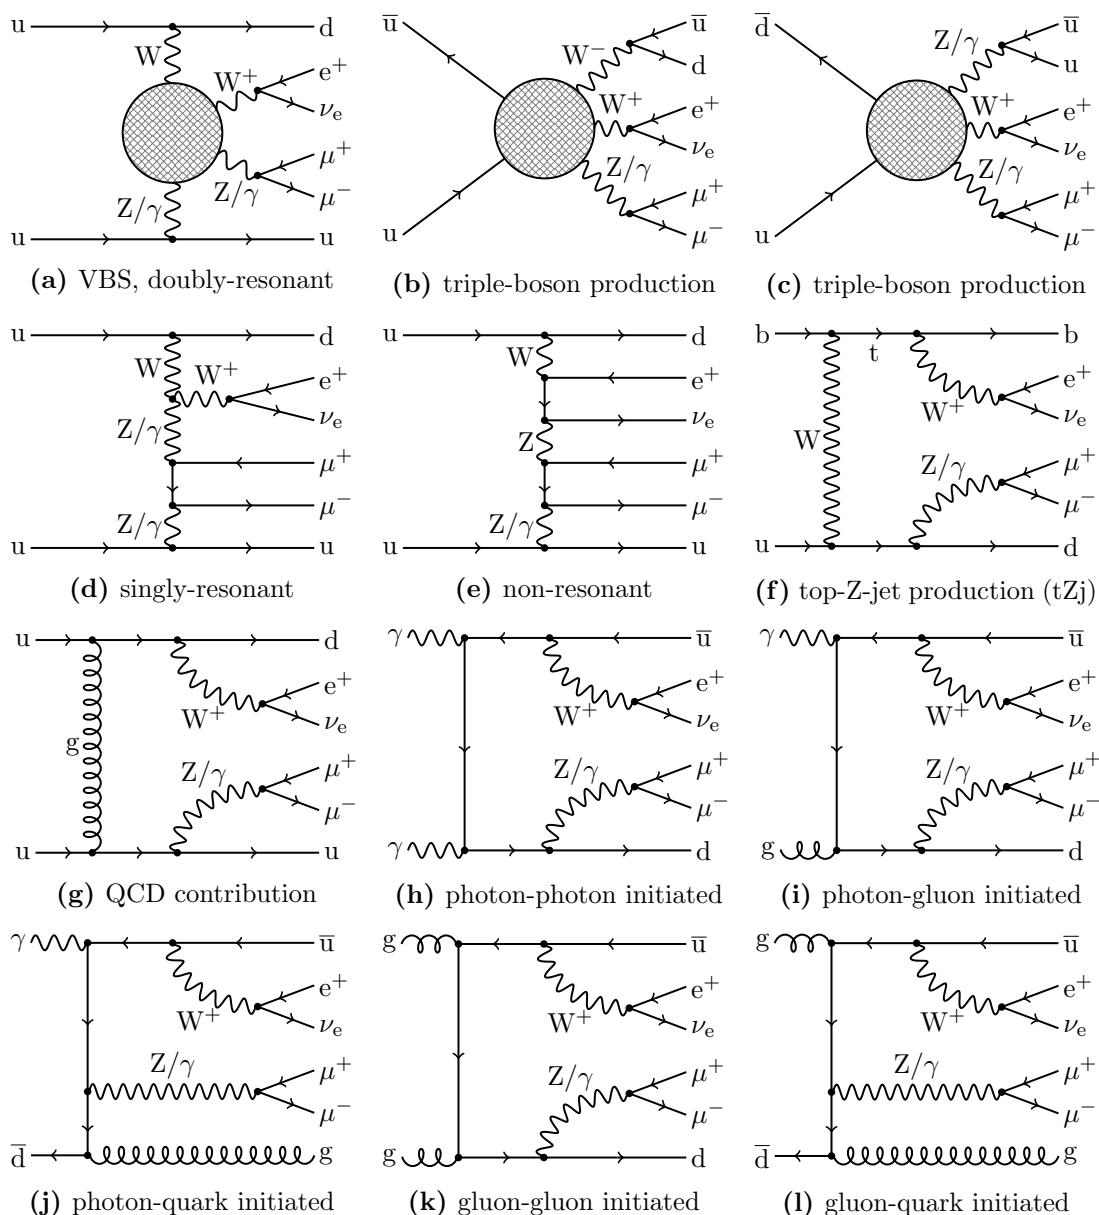 u d
W
W⁺ e⁺
νₑ
μ⁺
Z/γ μ⁻
Z/γ
u u
(a) VBS, doubly-resonant
u̅ u̅
W⁻
d
W⁺ e⁺
νₑ
Z/γ
μ⁺
u μ⁻
(b) triple-boson production
d̅ u̅
Z/γ
u
W⁺ e⁺
νₑ
Z/γ
μ⁺
u μ⁻
(c) triple-boson production
u d
W
W⁺ e⁺
νₑ
Z/γ
μ⁺
μ⁻
Z/γ
u u
(d) singly-resonant
u d
W
e⁺
νₑ
Z
μ⁺
μ⁻
Z/γ
u u
(e) non-resonant
b b
t
e⁺
W⁺ νₑ
W
Z/γ μ⁺
μ⁻
u d
(f) top-Z-jet production (tZj)
u d
e⁺
W⁺ νₑ
g
Z/γ μ⁺
μ⁻
u u
(g) QCD contribution
γ u̅
e⁺
W⁺ νₑ
Z/γ μ⁺
μ⁻
γ d
(h) photon-photon initiated
γ u̅
e⁺
W⁺ νₑ
Z/γ μ⁺
μ⁻
g d
(i) photon-gluon initiated
γ u̅
e⁺
W⁺ νₑ
Z/γ μ⁺
μ⁻
d̅ g
(j) photon-quark initiated
g u̅
e⁺
W⁺ νₑ
Z/γ μ⁺
μ⁻
g d
(k) gluon-gluon initiated
g u̅
e⁺
W⁺ νₑ
Z/γ μ⁺
μ⁻
d̅ g
(l) gluon-quark initiated